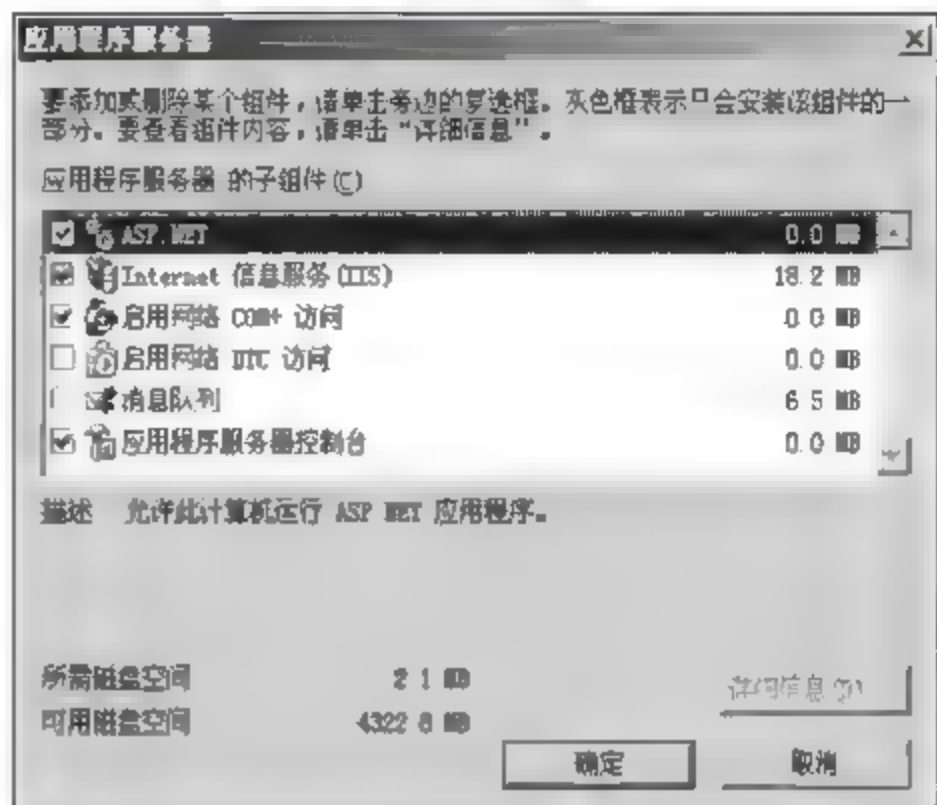 应用程序服务器
要添加或删除某个组件，请单击旁边的复选框。灰色框表示只会安装该组件的一
部分。要查看组件内容，请单击“详细信息”。
应用程序服务器 的子组件(C)
ASP.NET 0.0 MB
Internet 信息服务(IIS) 18.2 MB
启用网络 COM+ 访问 0.0 MB
启用网络 DTC 访问 0.0 MB
消息队列 6.5 MB
应用程序服务器控制台 0.0 MB
描述 允许此计算机运行 ASP.NET 应用程序。
所需磁盘空间 2.1 MB
详细信息(D)
可用磁盘空间 4322.8 MB
确定 取消